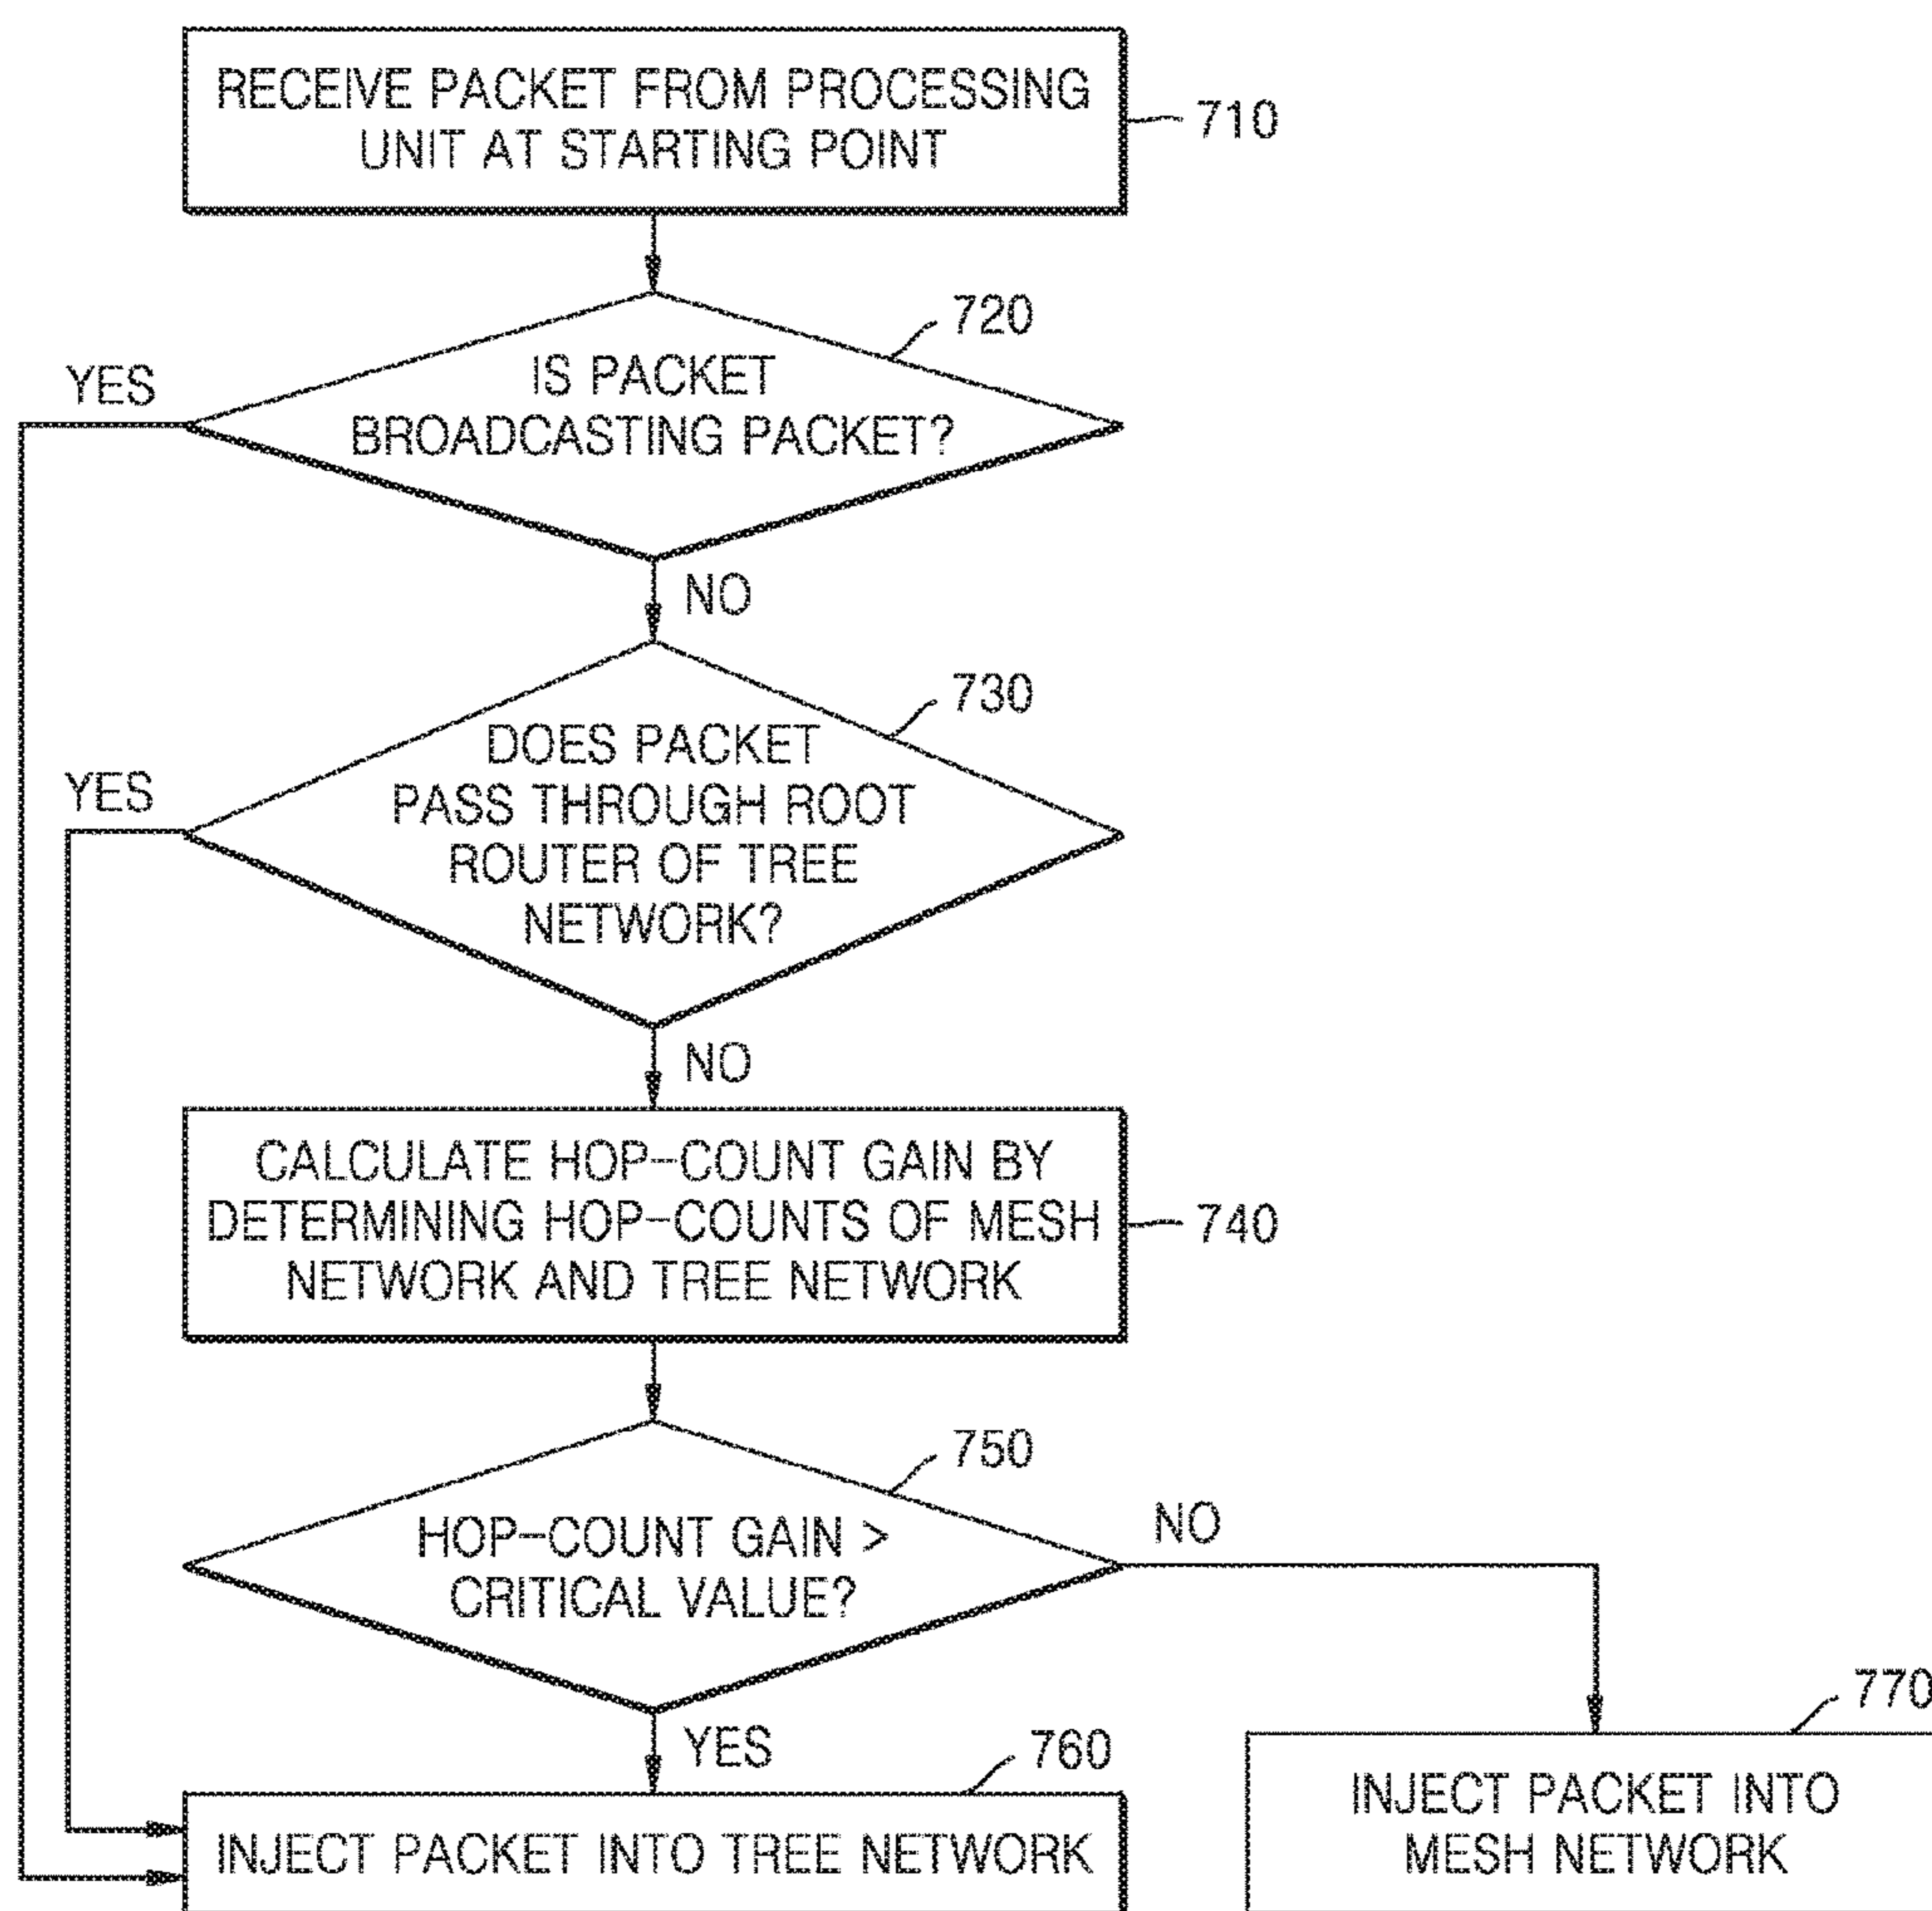 RECEIVE PACKET FROM PROCESSING
UNIT AT STARTING POINT
710
720
IS PACKET
BROADCASTING PACKET?
YES
NO
730
DOES PACKET
PASS THROUGH ROOT
ROUTER OF TREE
NETWORK?
YES
NO
CALCULATE HOP-COUNT GAIN BY
DETERMINING HOP-COUNTS OF MESH
NETWORK AND TREE NETWORK
740
750
HOP-COUNT GAIN >
CRITICAL VALUE?
NO
YES
760
INJECT PACKET INTO TREE NETWORK
770
INJECT PACKET INTO
MESH NETWORK